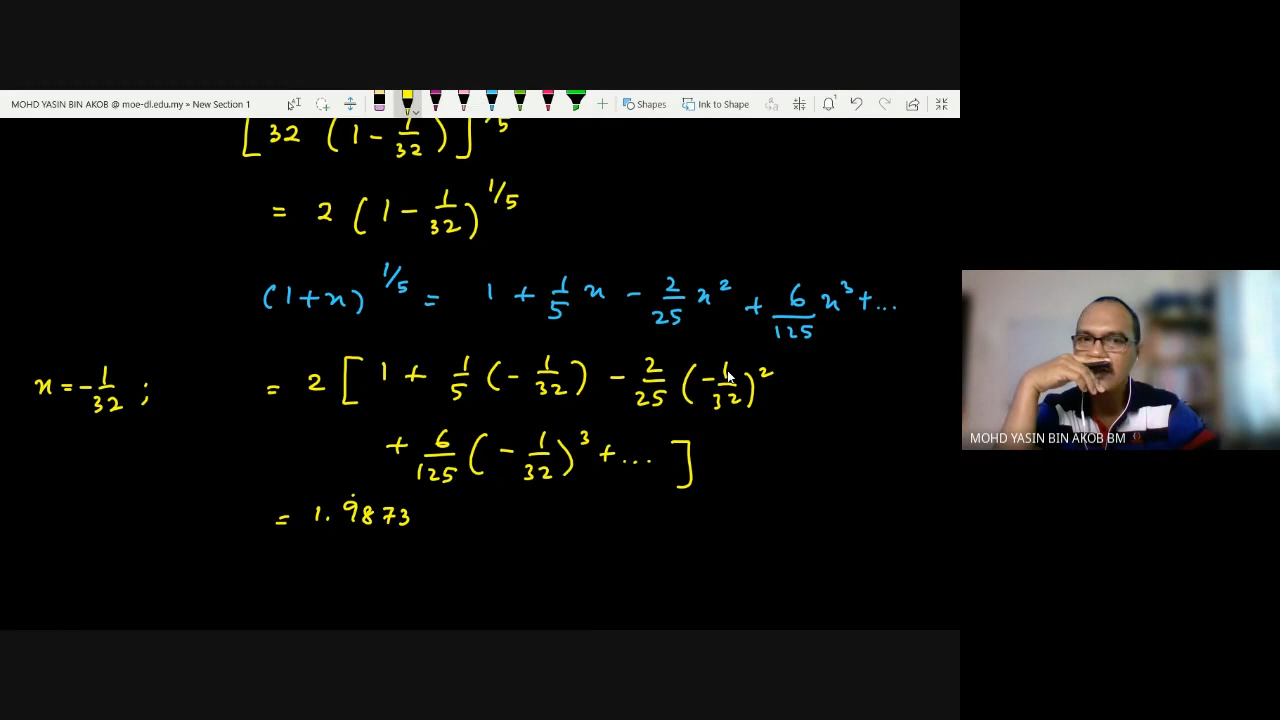 MOHD YASIN BIN AKOB @ moe-dl.edu.my » New Section 1
Shapes
Ink to Shape
[32 (1 - 1/32)]^1/5
= 2 (1 - 1/32)^1/5
(1+x)^1/5 = 1 + 1/5 x - 2/25 x² + 6/125 x³ + ...
x = -1/32 ; = 2 [ 1 + 1/5 (-1/32) - 2/25 (-1/32)²
+ 6/125 (-1/32)³ + ... ]
= 1.9873
MOHD YASIN BIN AKOB BM